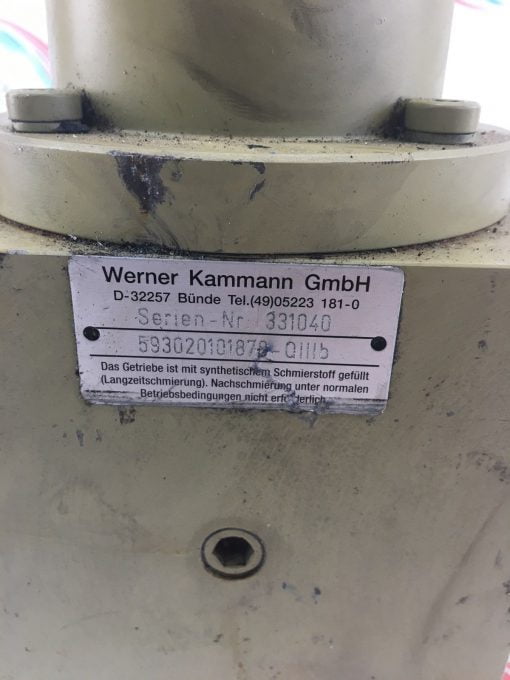 Werner Kammann GmbH
D-32257 Bünde Tel.(49)05223 181-0
Serien-Nr. 331040
Das Getriebe ist mit synthetischem Schmierstoff gefüllt
(Langzeitschmierung). Nachschmierung unter normalen
Betriebsbedingungen nicht erforderlich.